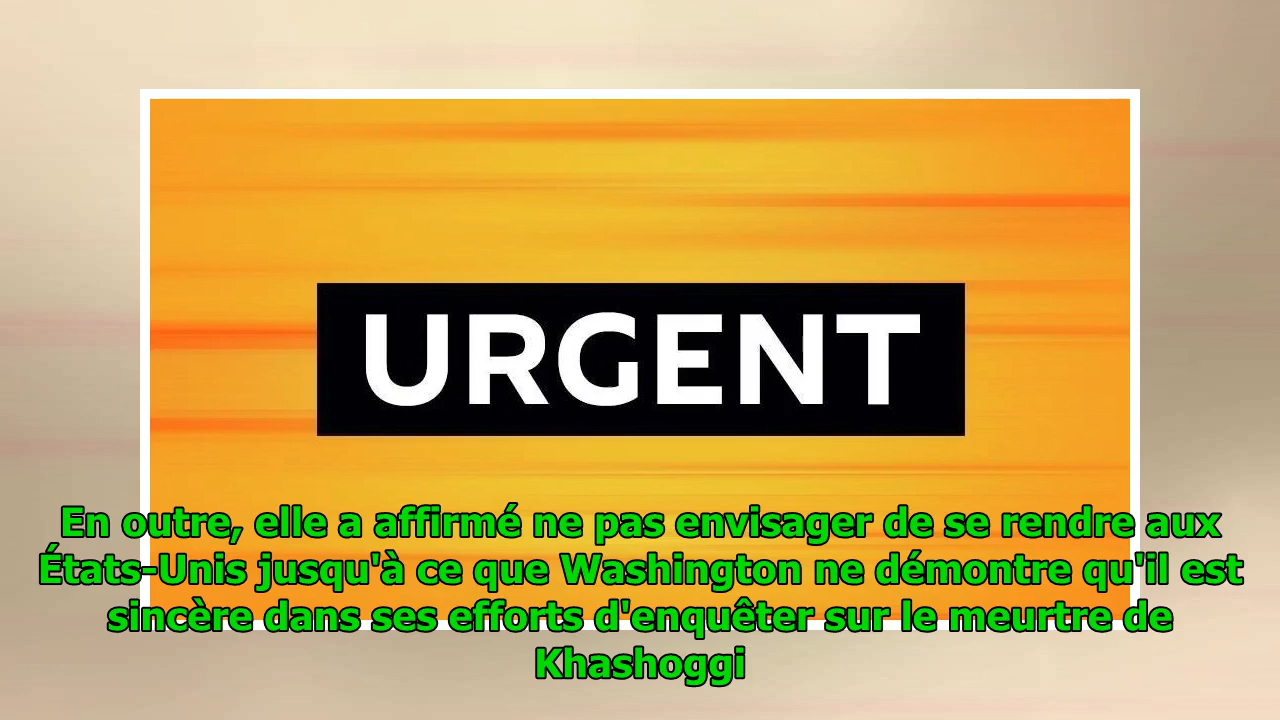 URGENT
En outre, elle a affirmé ne pas envisager de se rendre aux
États-Unis jusqu'à ce que Washington ne démontre qu'il est
sincère dans ses efforts d'enquêter sur le meurtre de
Khashoggi